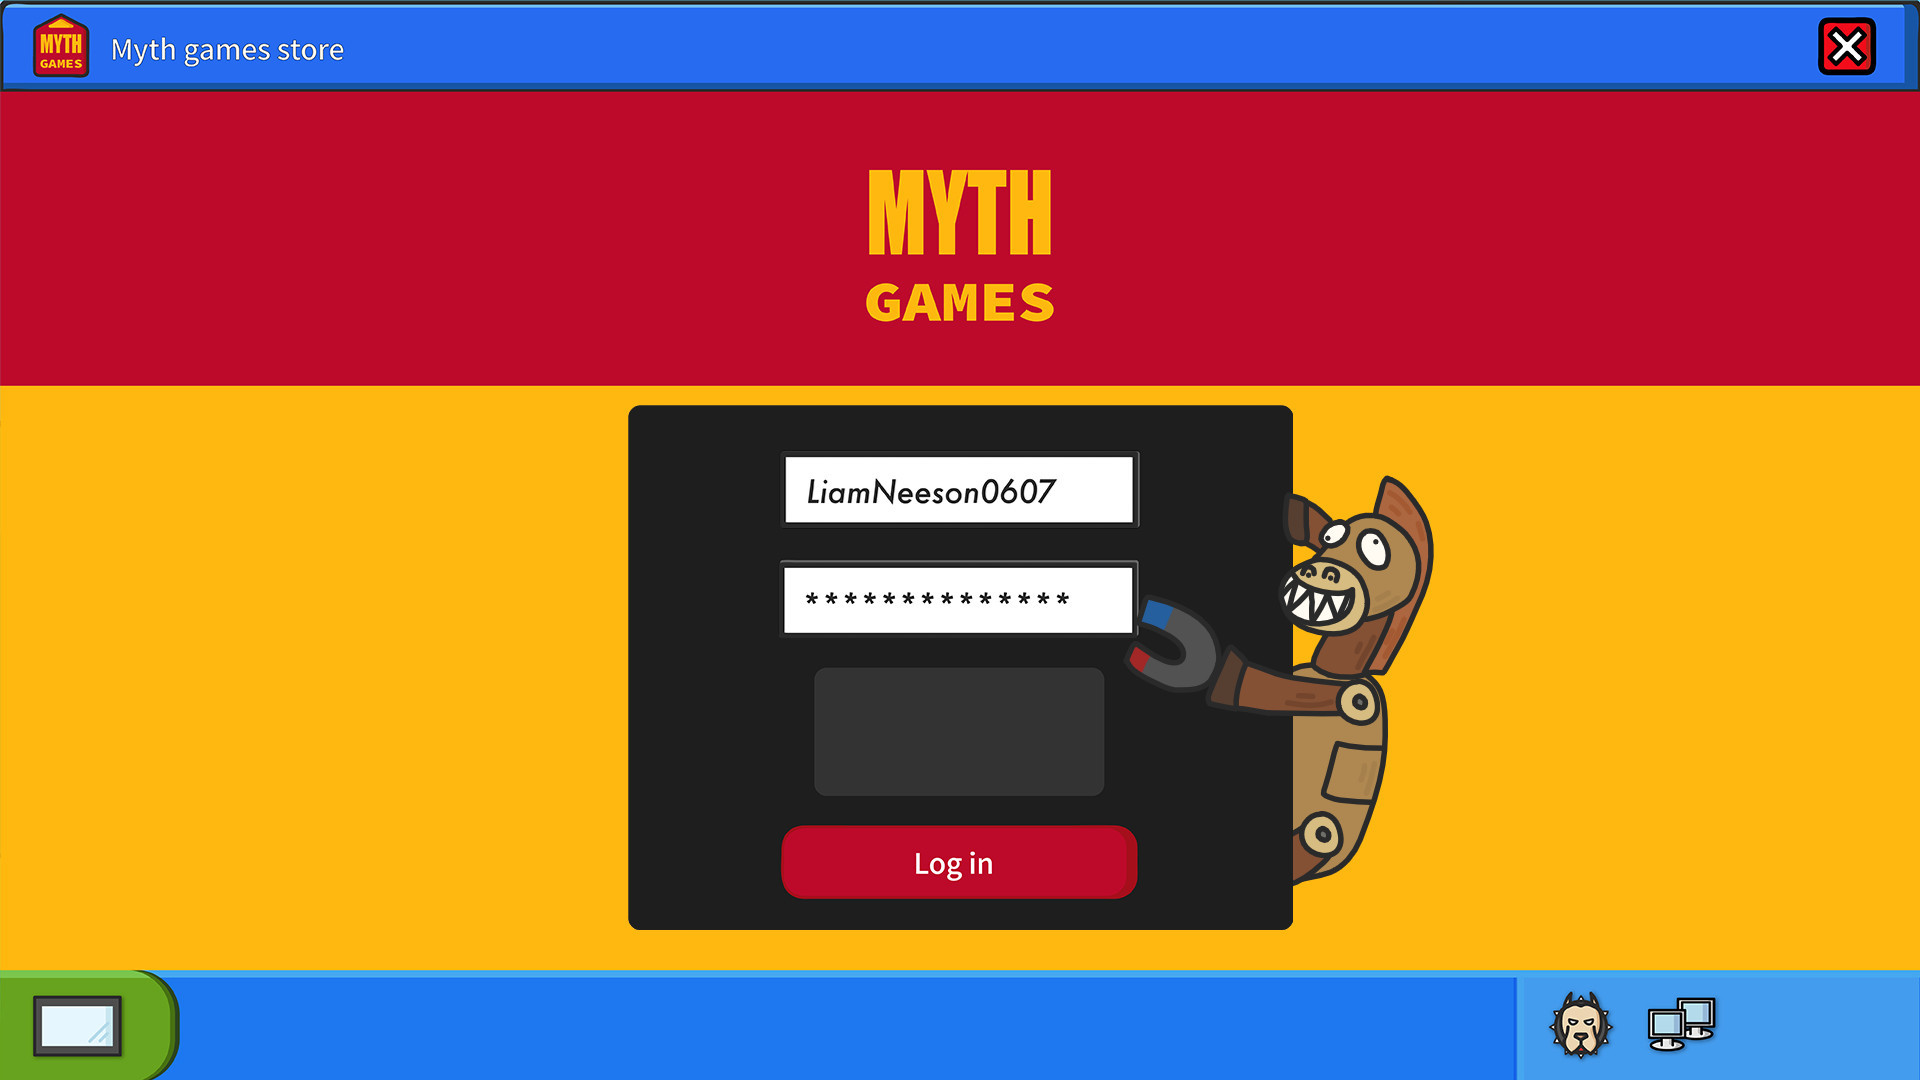 MYTH
GAMES
Myth games store
MYTH
GAMES
LiamNeeson0607
**************
Log in